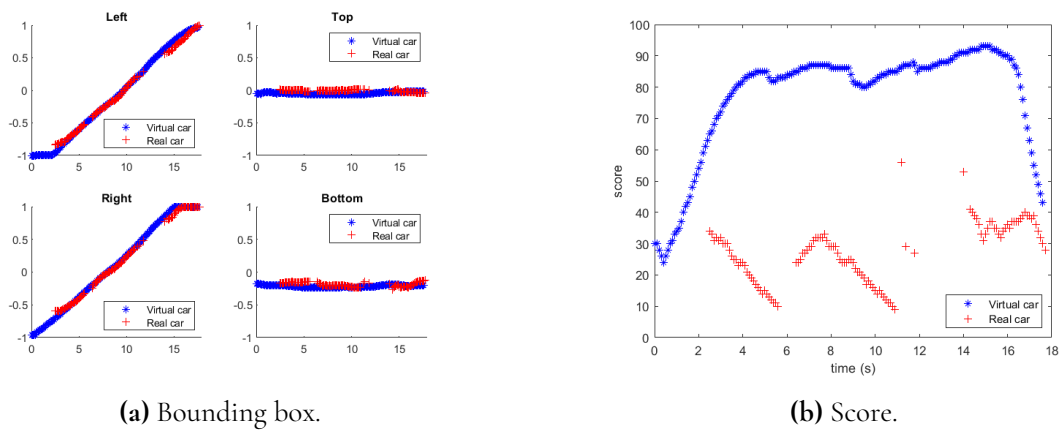 Left
1
0.5
0
-0.5
-1
0
5
10
15
Virtual car
Real car
Top
1
0.5
0
-0.5
-1
0
5
10
15
Virtual car
Real car
Right
1
0.5
0
-0.5
-1
0
5
10
15
Virtual car
Real car
Bottom
1
0.5
0
-0.5
-1
0
5
10
15
Virtual car
Real car
(a) Bounding box.
100
90
80
70
60
50
40
30
20
10
0
score
0 2 4 6 8 10 12 14 16 18
time (s)
Virtual car
Real car
(b) Score.